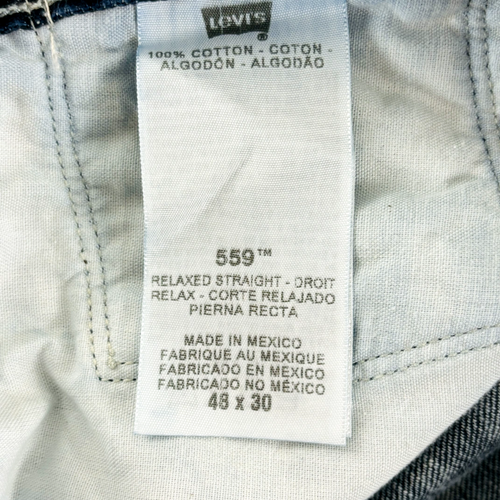 LEVI'S
®
100% COTTON - COTON -
ALGODÓN - ALGODÃO
559™
RELAXED STRAIGHT - DROIT
RELAX - CORTE RELAJADO
PIERNA RECTA
MADE IN MEXICO
FABRIQUE AU MEXIQUE
FABRICADO EN MÉXICO
FABRICADO NO MÉXICO
48 x 30